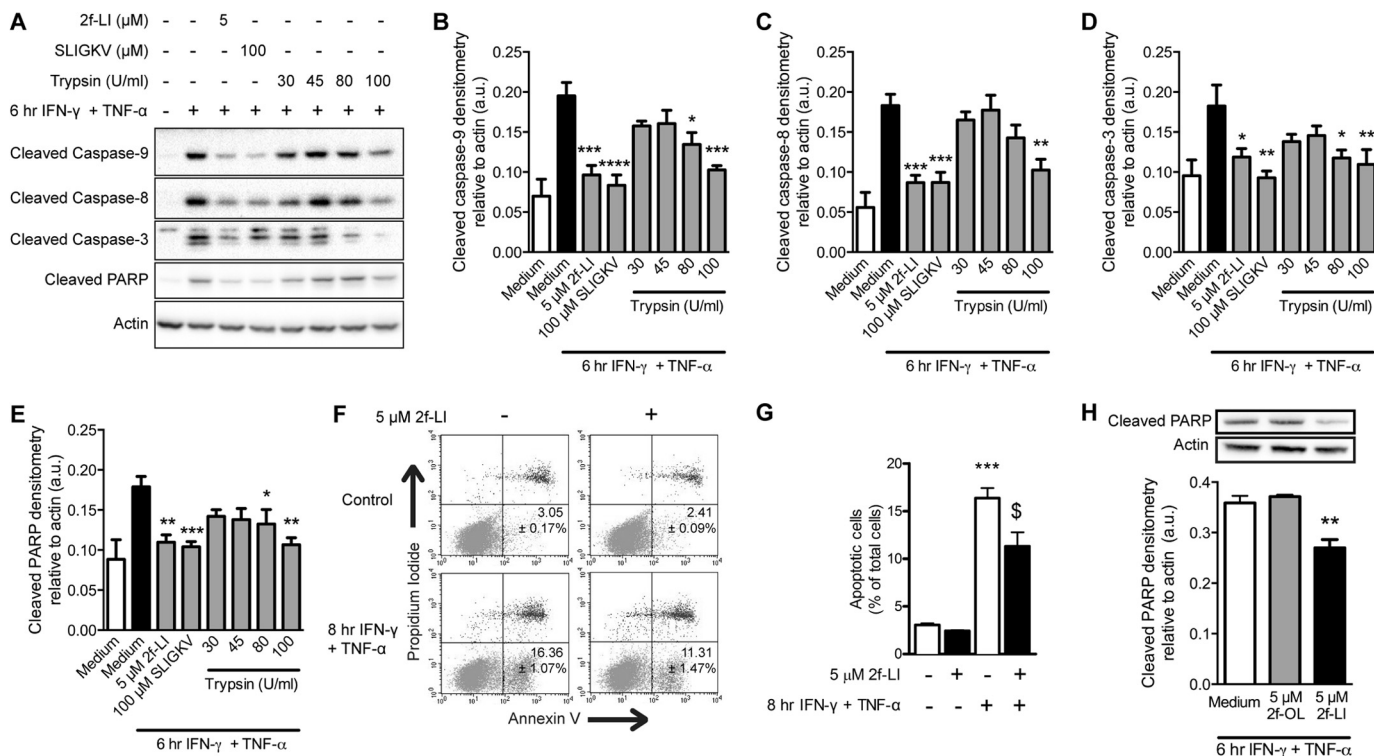 A
2f-LI (µM) - - 5 - - - - -
SLIGKV (µM) - - - 100 - - - -
Trypsin (U/ml) - - - - 30 45 80 100
6 hr IFN-γ + TNF-α - + + + + + + +
Cleaved Caspase-9
Cleaved Caspase-8
Cleaved Caspase-3
Cleaved PARP
Actin
B
Cleaved caspase-9 densitometry
relative to actin (a.u.)
0.25
0.20
0.15
0.10
0.05
0.00
*** **** * ***
Medium
Medium
5 µM 2f-LI
100 µM SLIGKV
30
45
80
100
Trypsin (U/ml)
6 hr IFN-γ + TNF-α
C
Cleaved caspase-8 densitometry
relative to actin (a.u.)
0.25
0.20
0.15
0.10
0.05
0.00
*** *** **
Medium
Medium
5 µM 2f-LI
100 µM SLIGKV
30
45
80
100
Trypsin (U/ml)
6 hr IFN-γ + TNF-α
D
Cleaved caspase-3 densitometry
relative to actin (a.u.)
0.25
0.20
0.15
0.10
0.05
0.00
* ** * **
Medium
Medium
5 µM 2f-LI
100 µM SLIGKV
30
45
80
100
Trypsin (U/ml)
6 hr IFN-γ + TNF-α
E
Cleaved PARP densitometry
relative to actin (a.u.)
0.25
0.20
0.15
0.10
0.05
0.00
** *** * **
Medium
Medium
5 µM 2f-LI
100 µM SLIGKV
30
45
80
100
Trypsin (U/ml)
6 hr IFN-γ + TNF-α
F
5 µM 2f-LI - +
Control
8 hr IFN-γ
+ TNF-α
Propidium Iodide
Annexin V
3.05
± 0.17%
2.41
± 0.09%
16.36
± 1.07%
11.31
± 1.47%
G
Apoptotic cells
(% of total cells)
20
15
10
5
0
***
$
5 µM 2f-LI - + - +
8 hr IFN-γ + TNF-α - - + +
H
Cleaved PARP
Actin
Cleaved PARP densitometry
relative to actin (a.u.)
0.4
0.3
0.2
0.1
0.0
**
Medium
5 µM
2f-OL
5 µM
2f-LI
6 hr IFN-γ + TNF-α